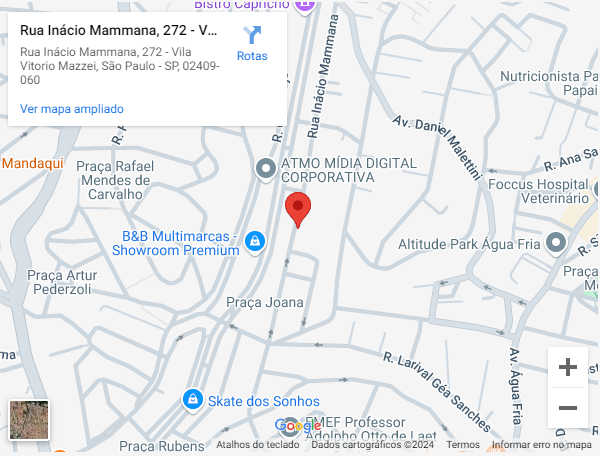 Bistro Capricho
Rua Inácio Mammana, 272 - V...
Rua Inácio Mammana, 272 - Vila
Vitorio Mazzei, São Paulo - SP, 02409-
060
Rotas
Ver mapa ampliado
Rua Inácio Mammana
Nutricionista Pa
Papai
Av. Daniel Malettini
R. Ana Sa
Mandaqui
Praça Rafael
Mendes de
Carvalho
ATMO MÍDIA DIGITAL
CORPORATIVA
Foccus Hospital
Veterinário
B&B Multimarcas -
Showroom Premium
Altitude Park Água Fria
Praça Artur
Pederzoli
Praça Joana
R. Larival Géa Sanches
Av. Água Fria
Skate dos Sonhos
Google
EMEF Professor
Adolpho Otto de Laet
Praça Rubens
Atalhos do teclado
Dados cartográficos ©2024
Termos
Informar erro no mapa